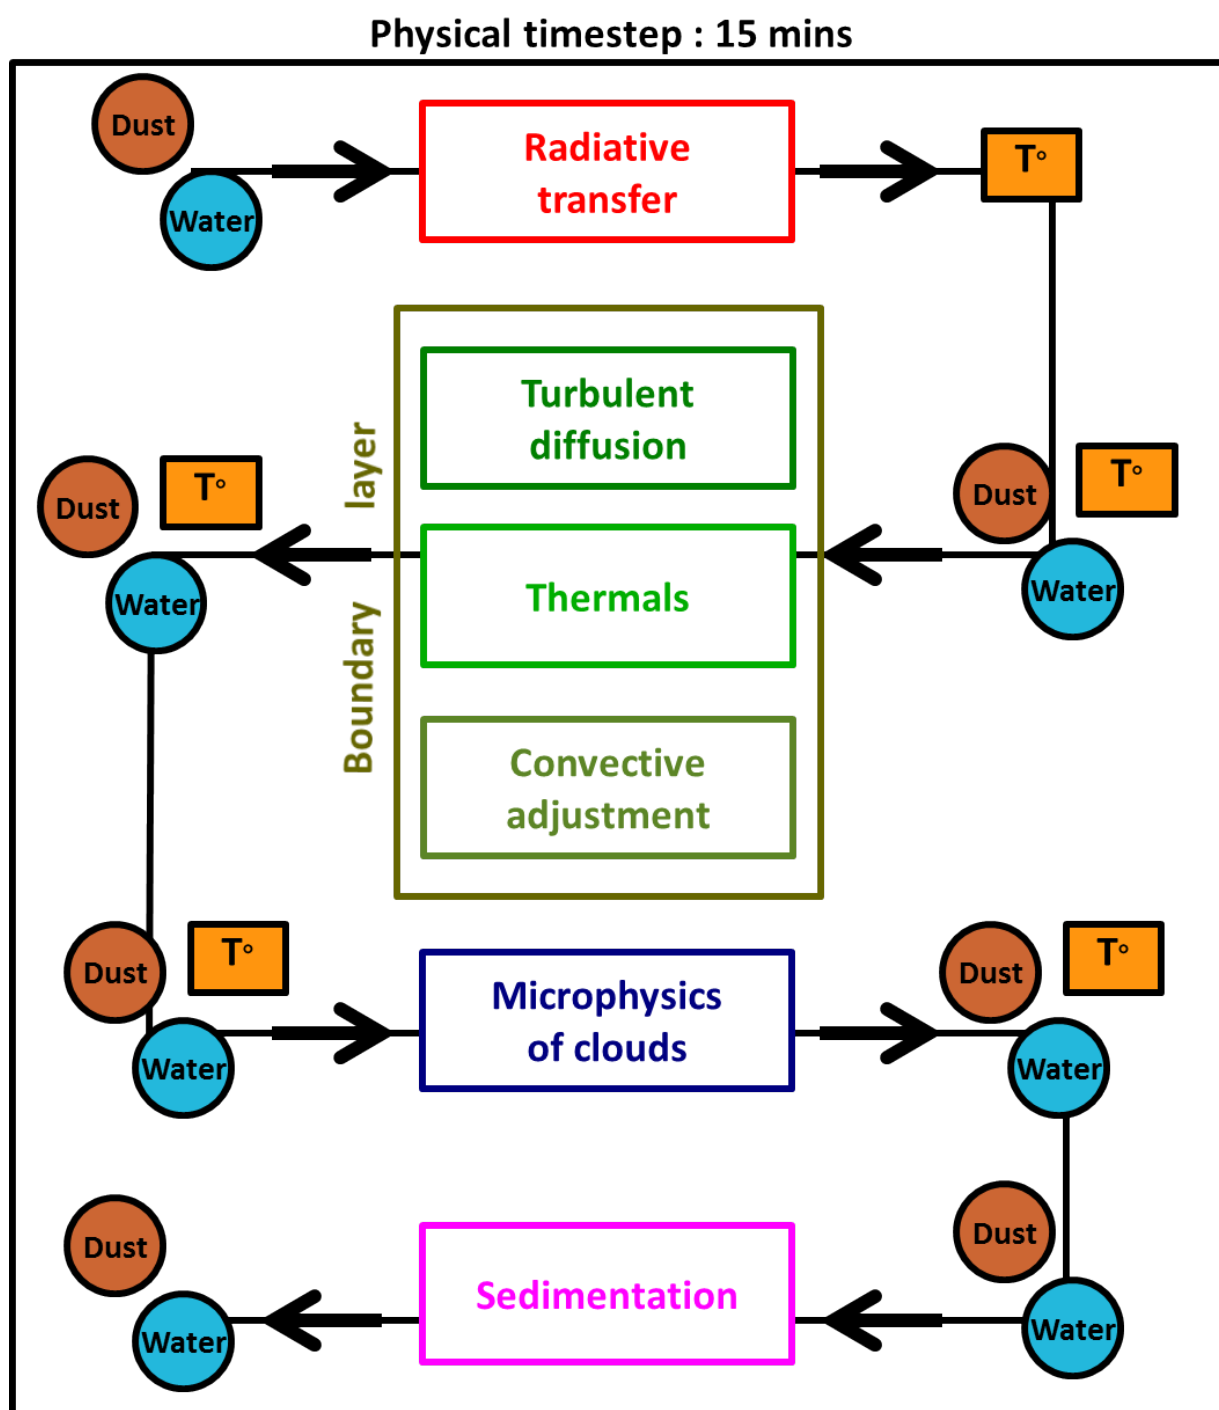 Physical timestep : 15 mins
Dust
Water
Radiative
transfer
T°
Boundary layer
Turbulent
diffusion
Thermals
Convective
adjustment
Dust
T°
Water
Dust
T°
Water
Dust
T°
Water
Microphysics
of clouds
Dust
T°
Water
Dust
Water
Sedimentation
Dust
Water